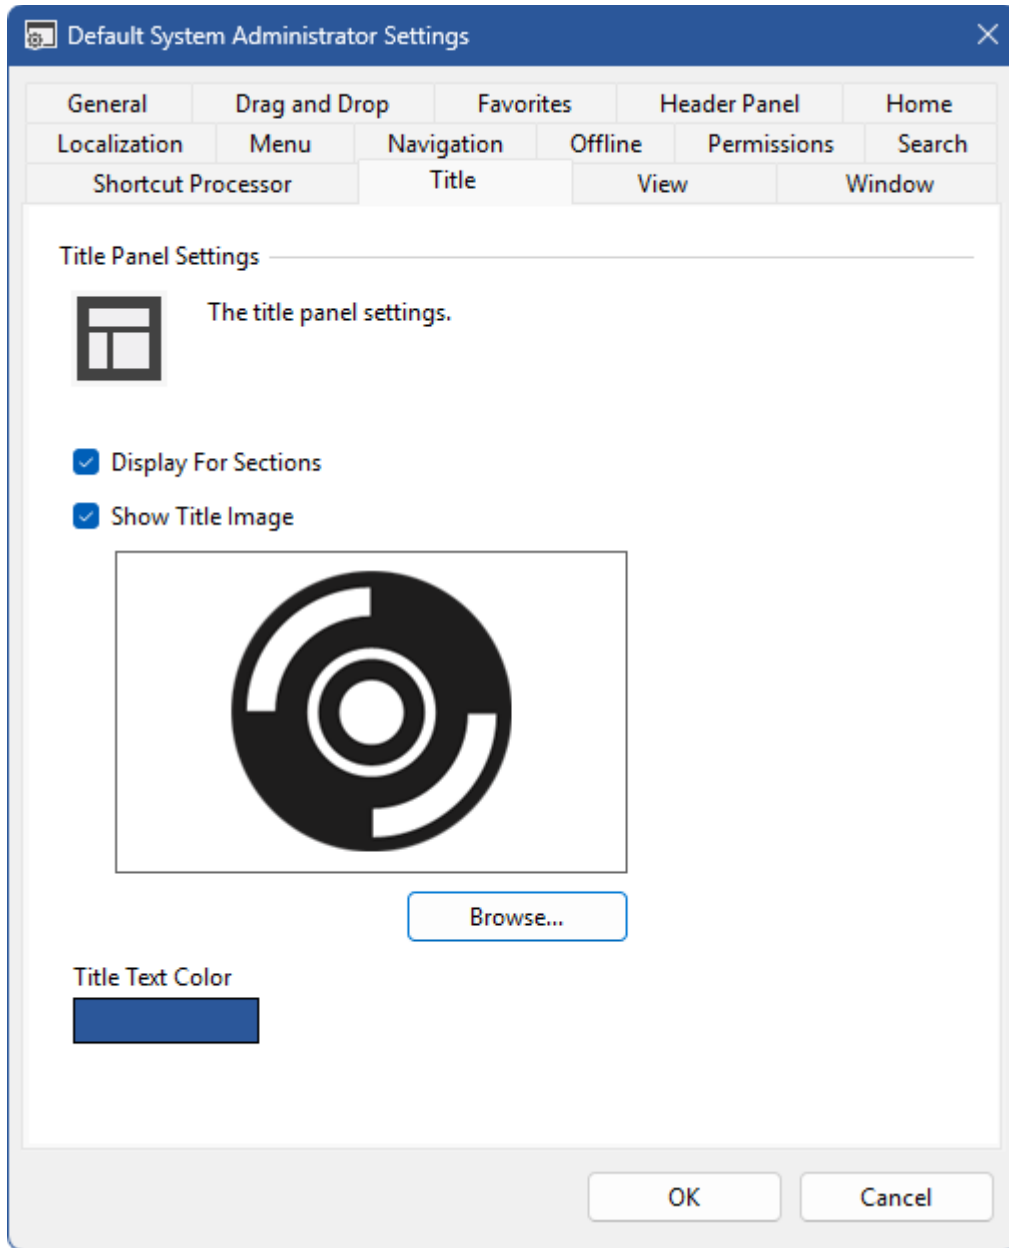 Default System Administrator Settings
General Drag and Drop Favorites Header Panel Home
Localization Menu Navigation Offline Permissions Search
Shortcut Processor Title View Window
Title Panel Settings
The title panel settings.
Display For Sections
Show Title Image
Browse...
Title Text Color
OK Cancel